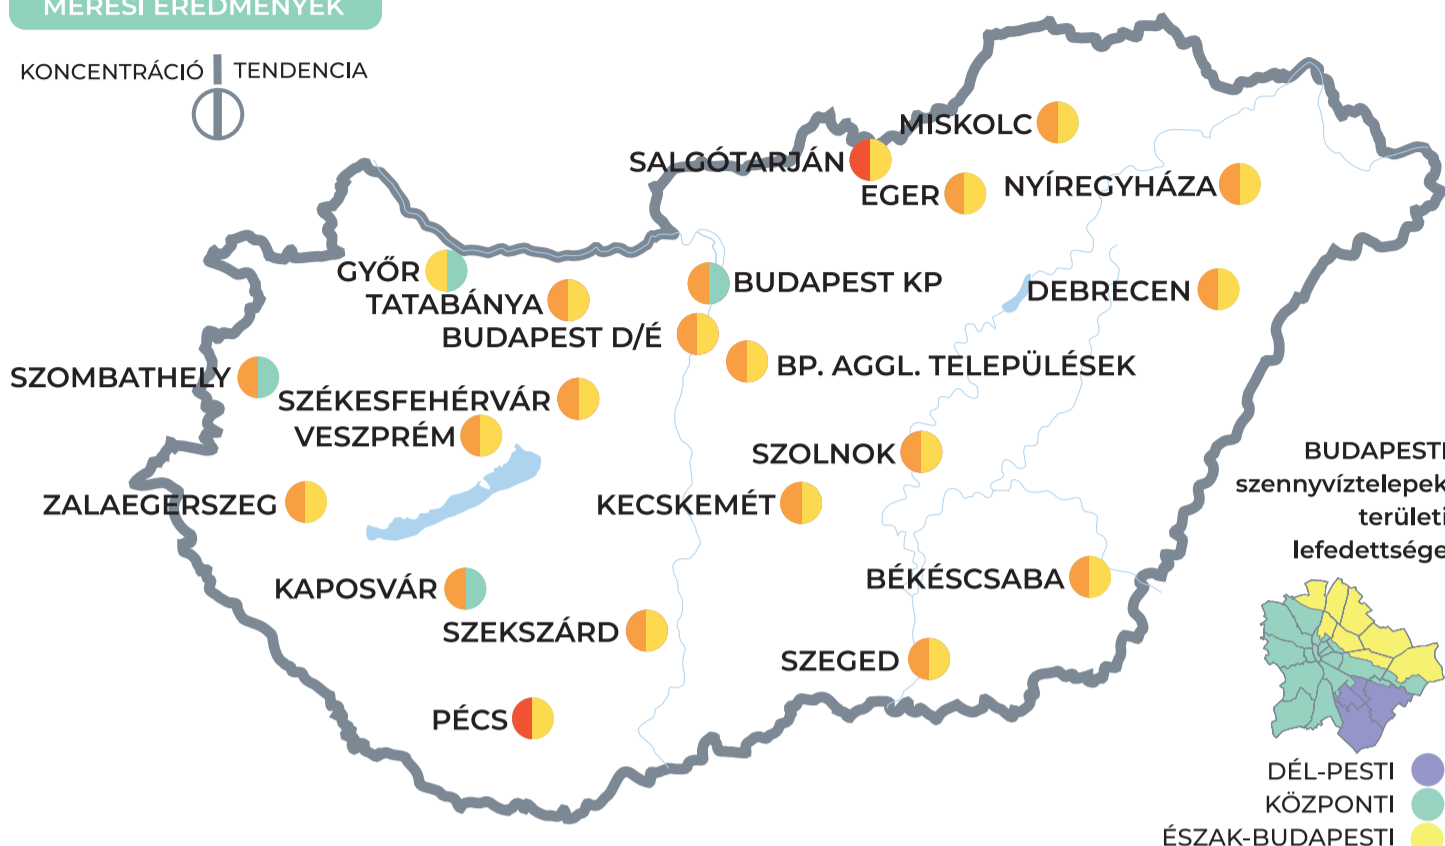 MÉRÉSI EREDMÉNYEK
KONCENTRÁCIÓ TENDENCIA
MISKOLC
SALGÓTARJÁN
EGER
NYÍREGYHÁZA
GYŐR
TATABÁNYA
BUDAPEST KP
DEBRECEN
BUDAPEST D/É
BP. AGGL. TELEPÜLÉSEK
SZOMBATHELY
SZÉKESFEHÉRVÁR
VESZPRÉM
SZOLNOK
ZALAEGERSZEG
KECSKEMÉT
BUDAPESTI
szennyvíztelepek
területi
lefedettsége
KAPOSVÁR
BÉKÉSCSABA
SZEKSZÁRD
SZEGED
PÉCS
DÉL-PESTI
KÖZPONTI
ÉSZAK-BUDAPESTI